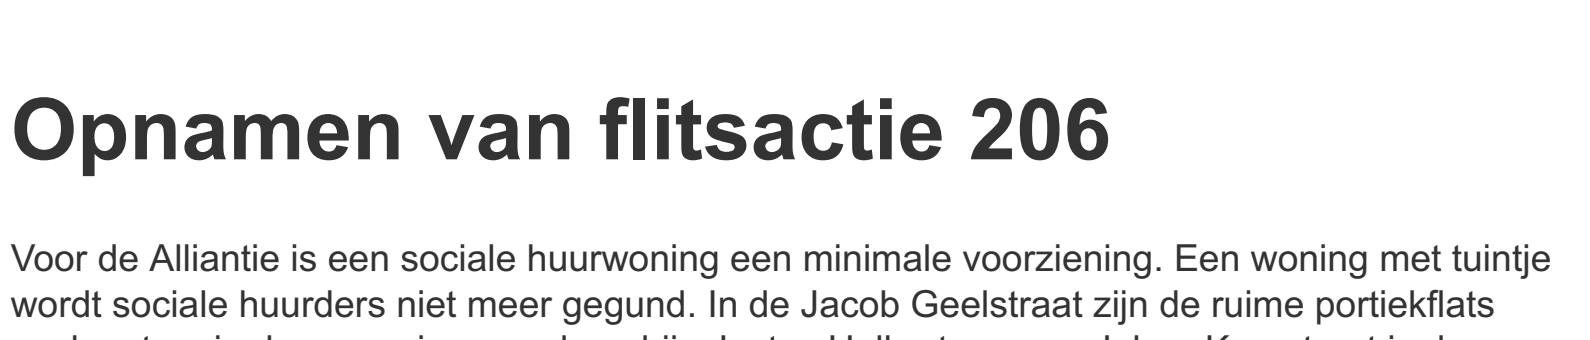 Opnamen van flitsactie 206
Voor de Alliantie is een sociale huurwoning een minimale voorziening. Een woning met tuintje
wordt sociale huurders niet meer gegund. In de Jacob Geelstraat zijn de ruime portiekflats